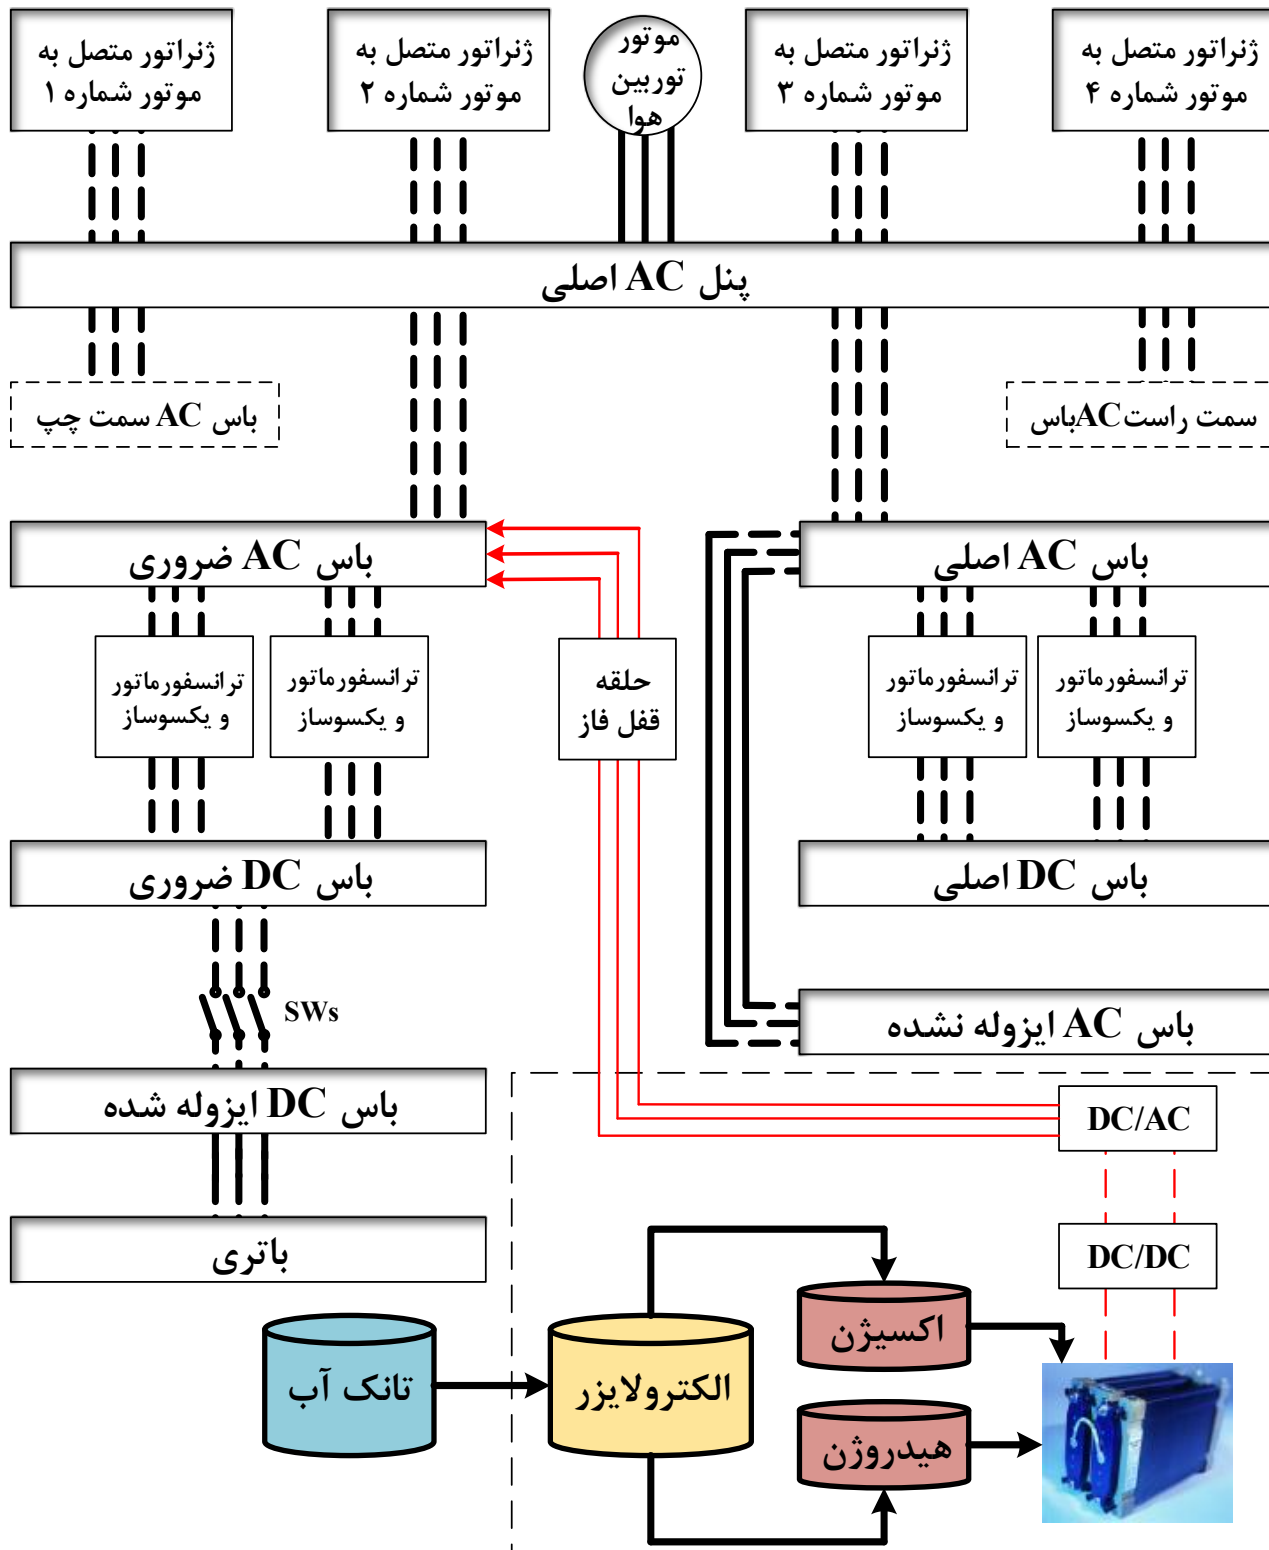 ژنراتور متصل به
موتور شماره ۱
ژنراتور متصل به
موتور شماره ۲
موتور
توربین
هوا
ژنراتور متصل به
موتور شماره ۳
ژنراتور متصل به
موتور شماره ۴
پنل AC اصلی
باس AC سمت چپ
سمت راست ACباس
باس AC ضروری
باس AC اصلی
ترانسفورماتور
و یکسوساز
ترانسفورماتور
و یکسوساز
حلقه
قفل فاز
ترانسفورماتور
و یکسوساز
ترانسفورماتور
و یکسوساز
باس DC ضروری
باس DC اصلی
SWs
باس AC ایزوله نشده
باس DC ایزوله شده
DC/AC
باتری
DC/DC
اکسیژن
تانک آب
الکترولایزر
هیدروژن